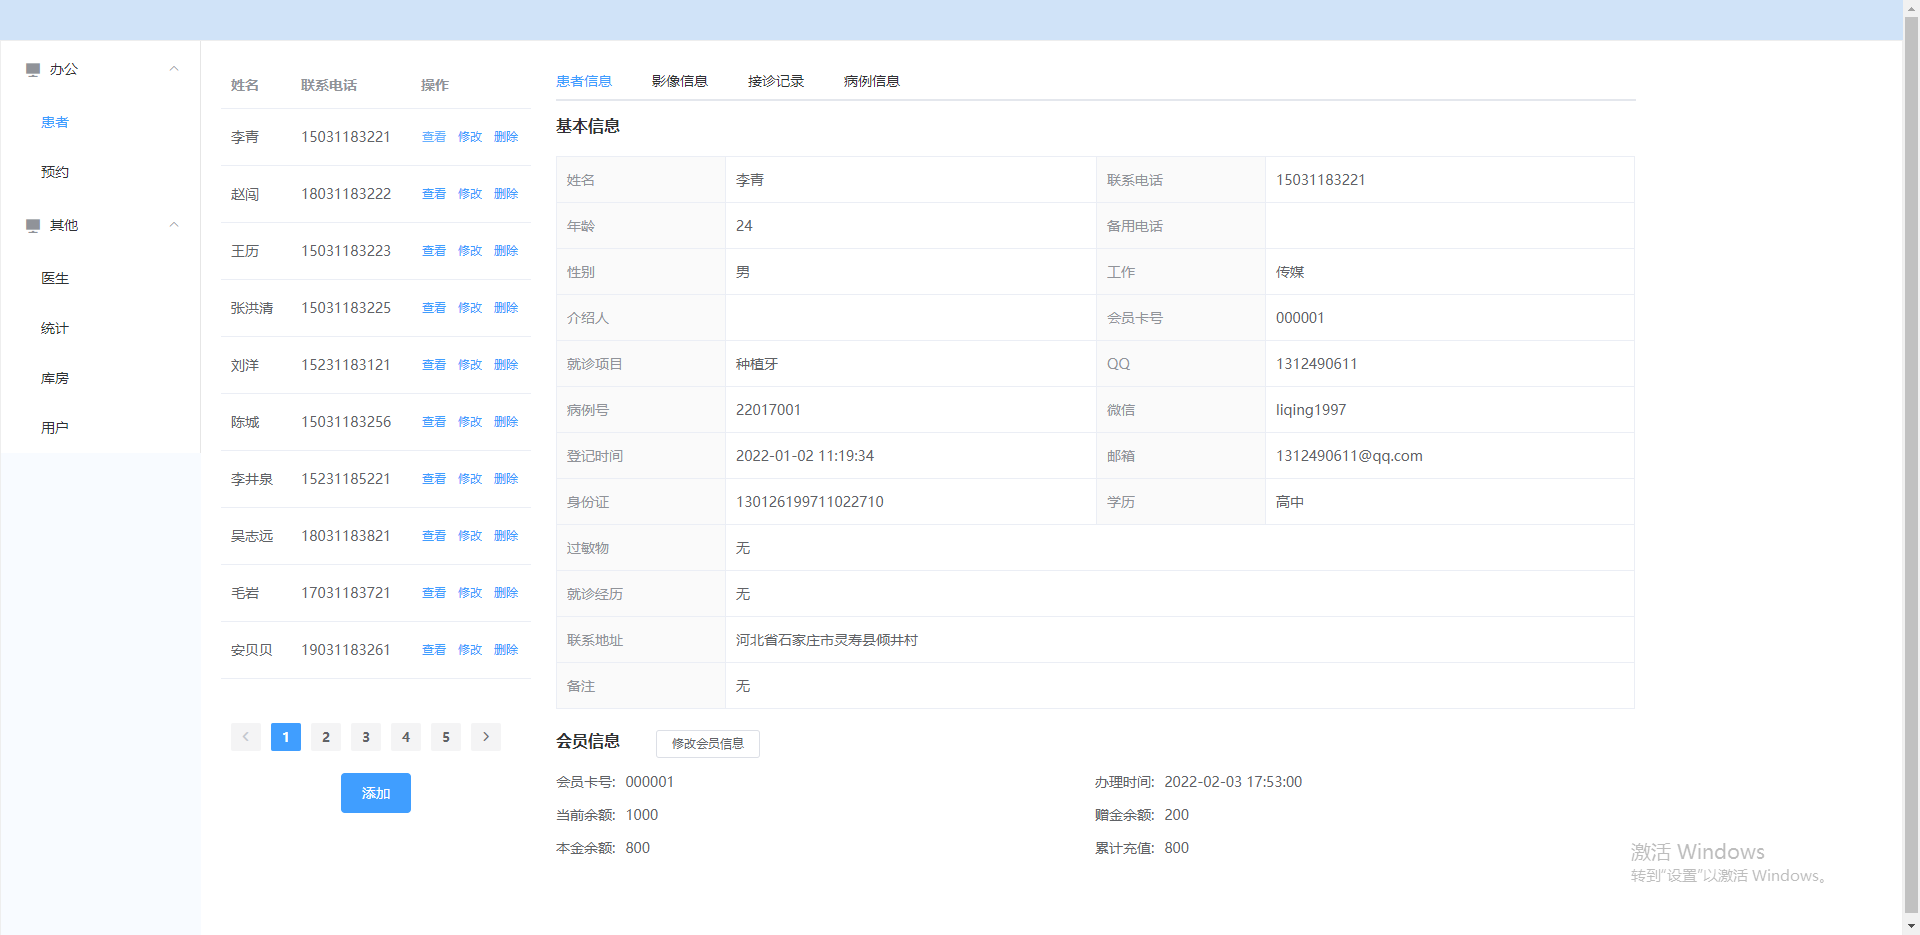 办公
患者
预约
其他
医生
统计
库房
用户
姓名 联系电话 操作
李青 15031183221 查看 修改 删除
赵闯 18031183222 查看 修改 删除
王历 15031183223 查看 修改 删除
张洪清 15031183225 查看 修改 删除
刘洋 15231183121 查看 修改 删除
陈城 15031183256 查看 修改 删除
李井泉 15231185221 查看 修改 删除
吴志远 18031183821 查看 修改 删除
毛岩 17031183721 查看 修改 删除
安贝贝 19031183261 查看 修改 删除
1 2 3 4 5
添加
患者信息 影像信息 接诊记录 病例信息
基本信息
姓名 李青 联系电话 15031183221
年龄 24 备用电话
性别 男 工作 传媒
介绍人 会员卡号 000001
就诊项目 种植牙 QQ 1312490611
病例号 22017001 微信 liqing1997
登记时间 2022-01-02 11:19:34 邮箱 1312490611@qq.com
身份证 130126199711022710 学历 高中
过敏物 无
就诊经历 无
联系地址 河北省石家庄市灵寿县倾井村
备注 无
会员信息 修改会员信息
会员卡号: 000001 办理时间: 2022-02-03 17:53:00
当前余额: 1000 赠金余额: 200
本金余额: 800 累计充值: 800
激活 Windows
转到“设置”以激活 Windows。